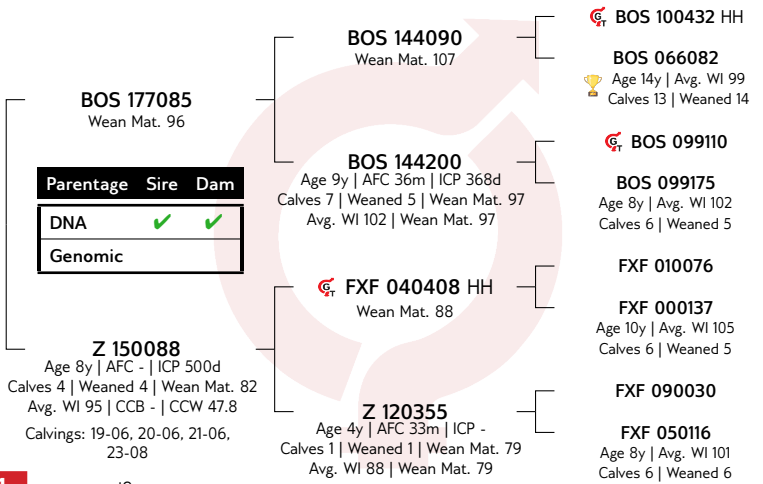 BOS 177085
Wean Mat. 96
Parentage Sire Dam
DNA ✔ ✔
Genomic
Z 150088
Age 8y | AFC - | ICP 500d
Calves 4 | Weaned 4 | Wean Mat. 82
Avg. WI 95 | CCB - | CCW 47.8
Calvings: 19-06, 20-06, 21-06,
23-08
BOS 144090
Wean Mat. 107
BOS 144200
Age 9y | AFC 36m | ICP 368d
Calves 7 | Weaned 5 | Wean Mat. 97
Avg. WI 102 | Wean Mat. 97
GT FXF 040408 HH
Wean Mat. 88
Z 120355
Age 4y | AFC 33m | ICP -
Calves 1 | Weaned 1 | Wean Mat. 79
Avg. WI 88 | Wean Mat. 79
GT BOS 100432 HH
BOS 066082
Age 14y | Avg. WI 99
Calves 13 | Weaned 14
GT BOS 099110
BOS 099175
Age 8y | Avg. WI 102
Calves 6 | Weaned 5
FXF 010076
FXF 000137
Age 10y | Avg. WI 105
Calves 6 | Weaned 5
FXF 090030
FXF 050116
Age 8y | Avg. WI 101
Calves 6 | Weaned 6